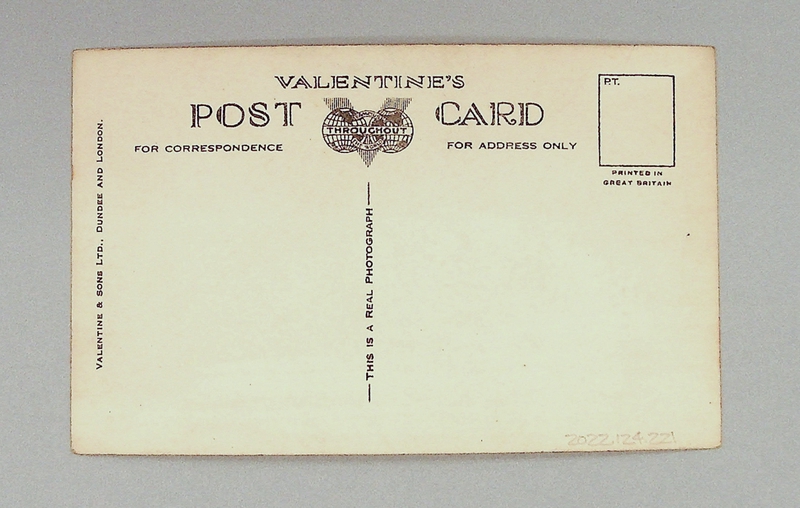 VALENTINE'S
POST CARD
THROUGHOUT
FOR CORRESPONDENCE
FOR ADDRESS ONLY
P.T.
PRINTED IN
GREAT BRITAIN
VALENTINE & SONS LTD., DUNDEE AND LONDON.
THIS IS A REAL PHOTOGRAPH
2022.124.221